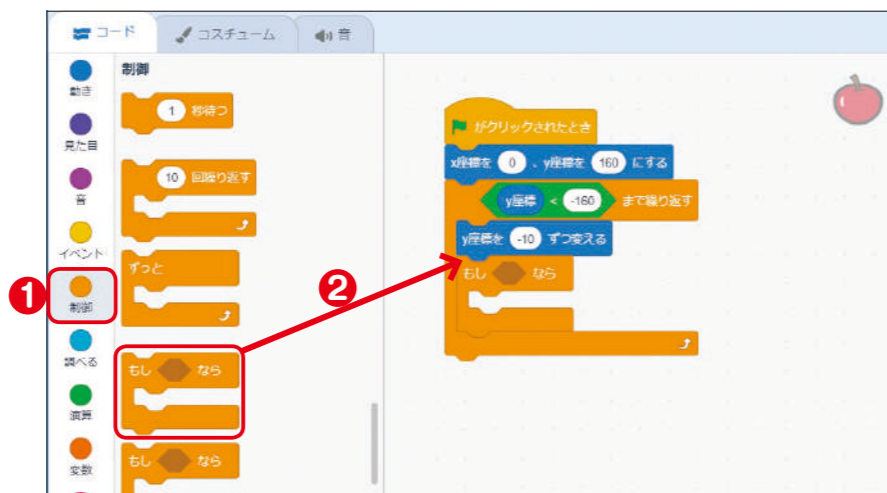 コード
コスチューム
音
動き
見た目
音
イベント
制御
調べる
演算
変数
❶
制御
1 秒待つ
10 回繰り返す
ずっと
もし なら
もし なら
❷
がクリックされたとき
x座標を 0 、y座標を 160 にする
y座標 < -160 まで繰り返す
y座標を -10 ずつ変える
もし なら